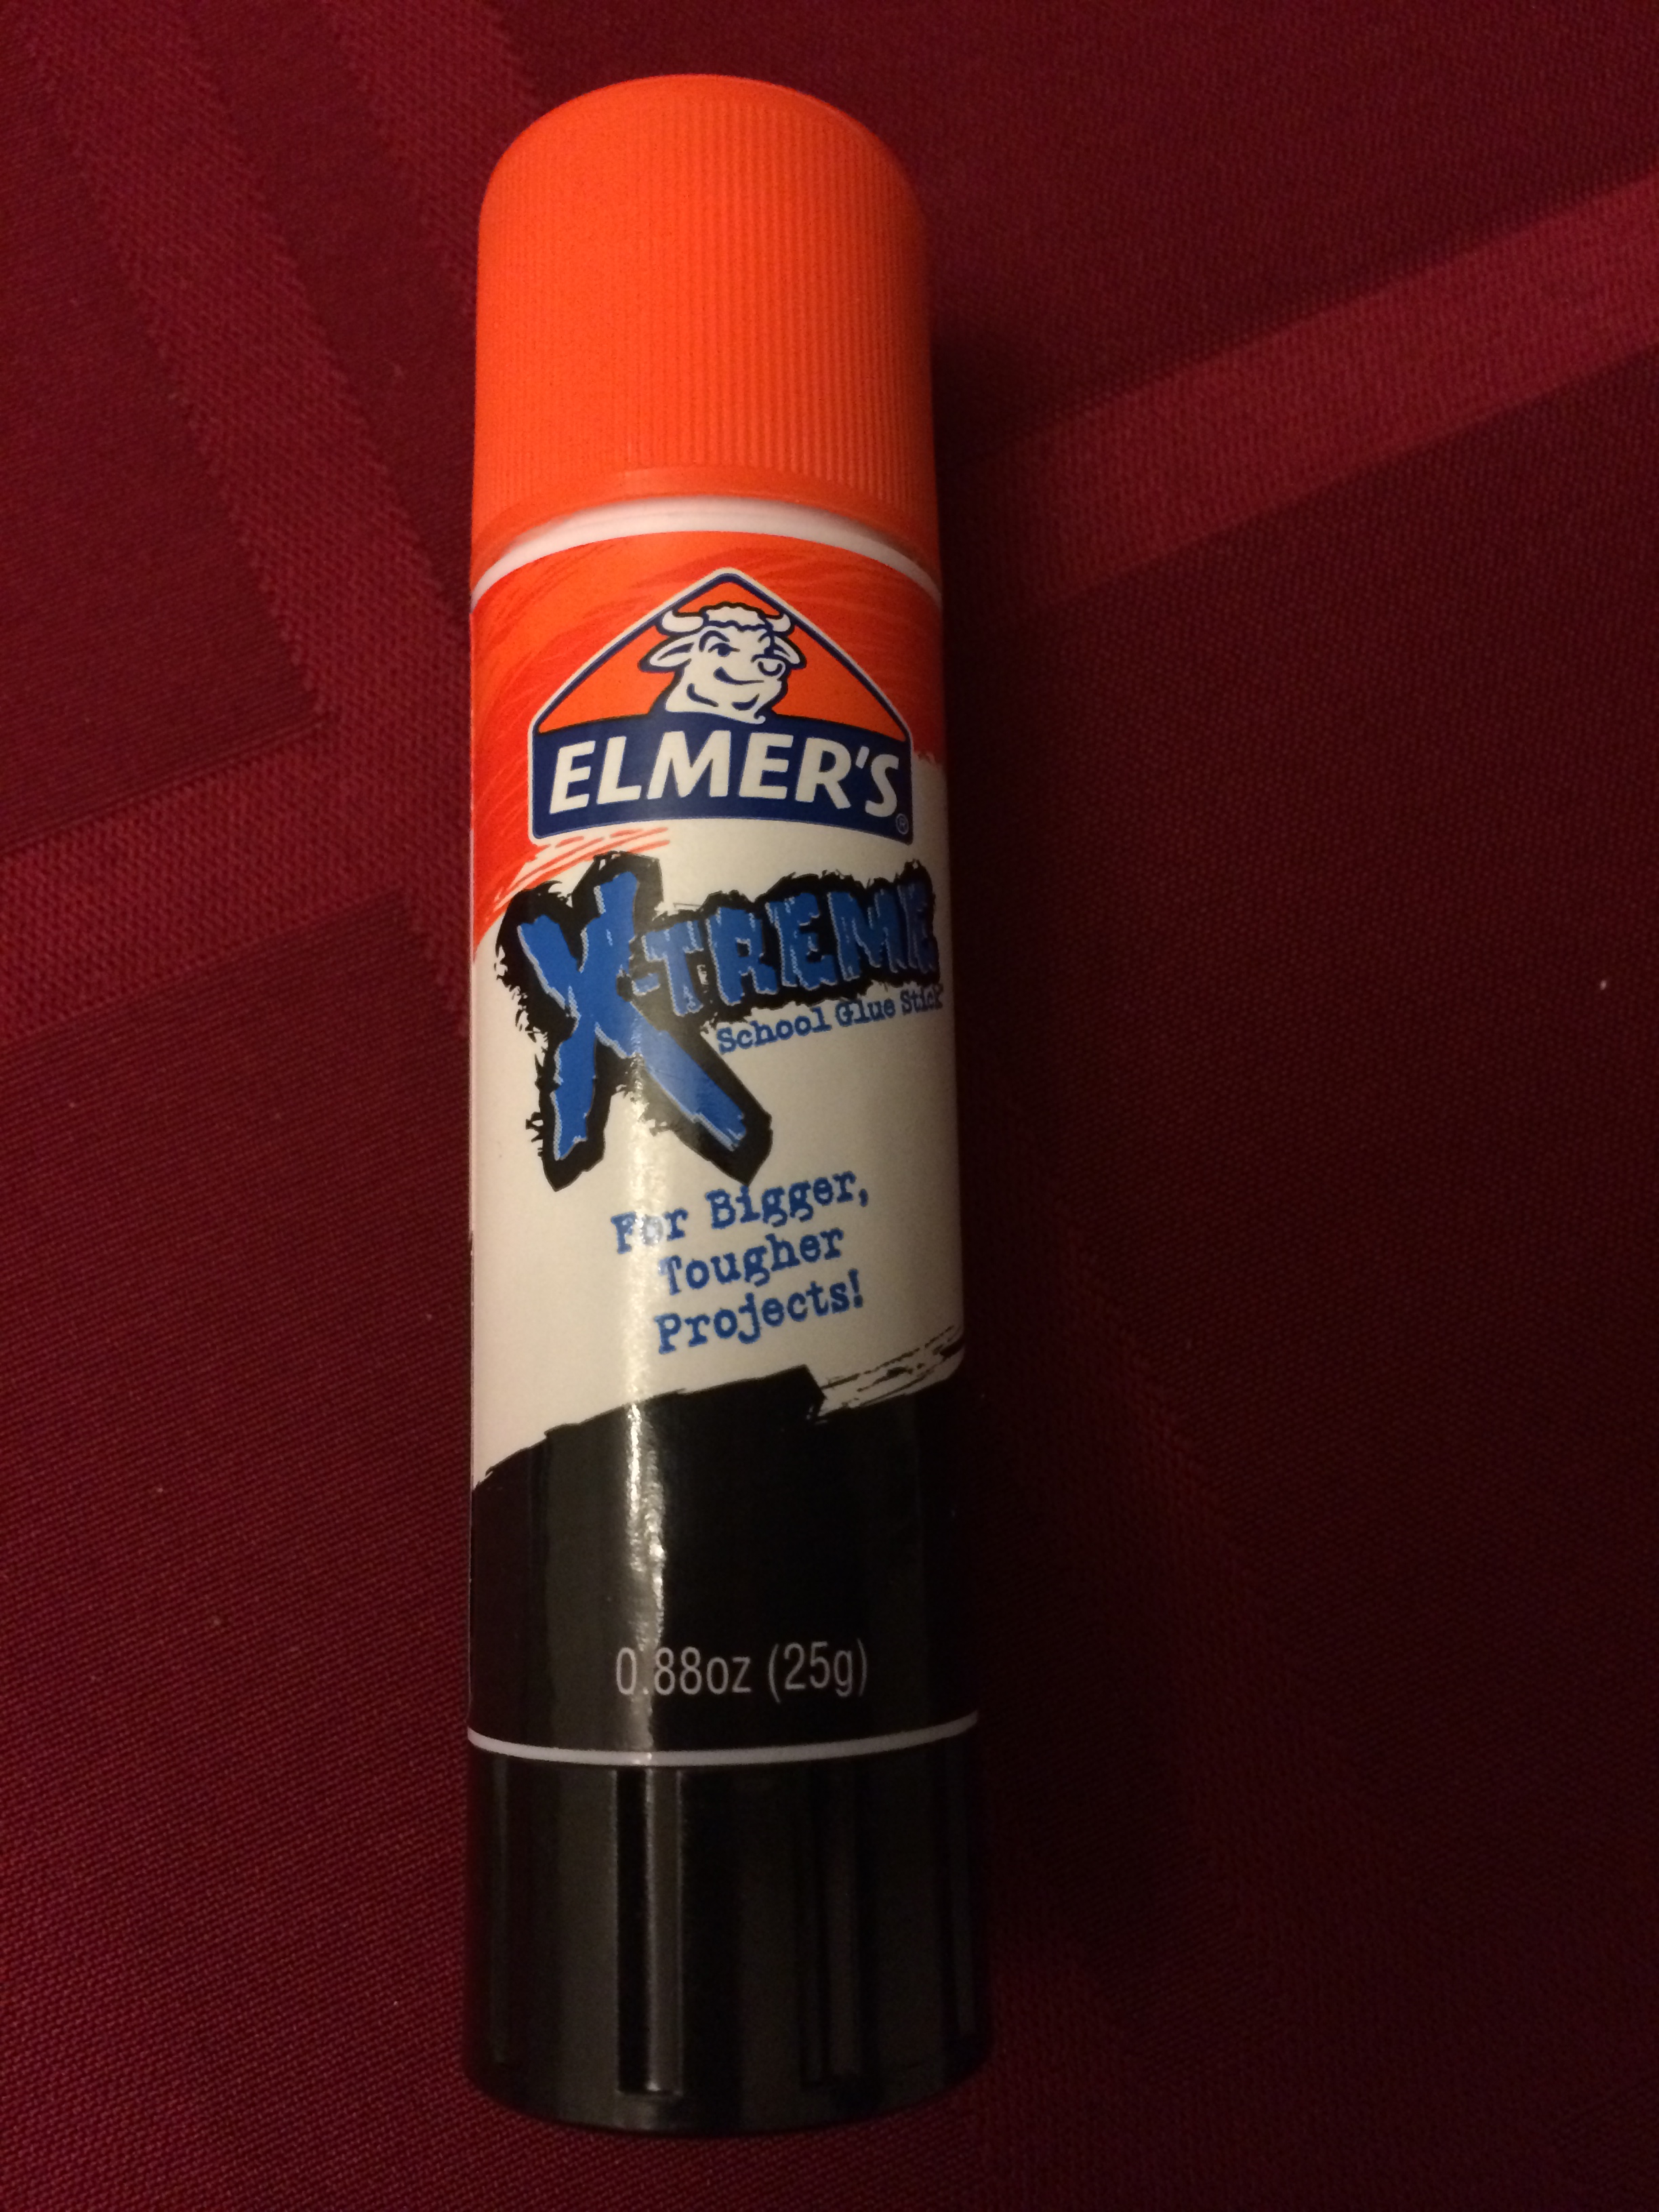 ELMER'S®
X-TREME
School Glue Stick
For Bigger,
Tougher
Projects!
0.88oz (25g)